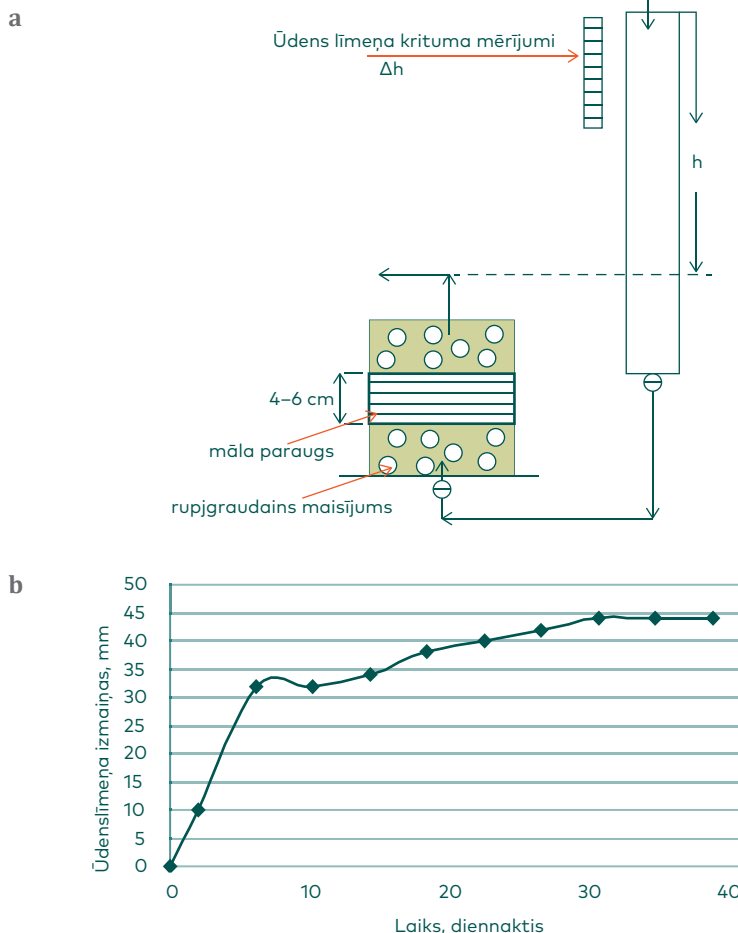 a
Ūdens līmeņa krituma mērījumi
Δh
h
4–6 cm
māla paraugs
rupjgraudains maisījums
b
Ūdenslīmeņa izmaiņas, mm
50
45
40
35
30
25
20
15
10
5
0
0 10 20 30 40
Laiks, diennaktis